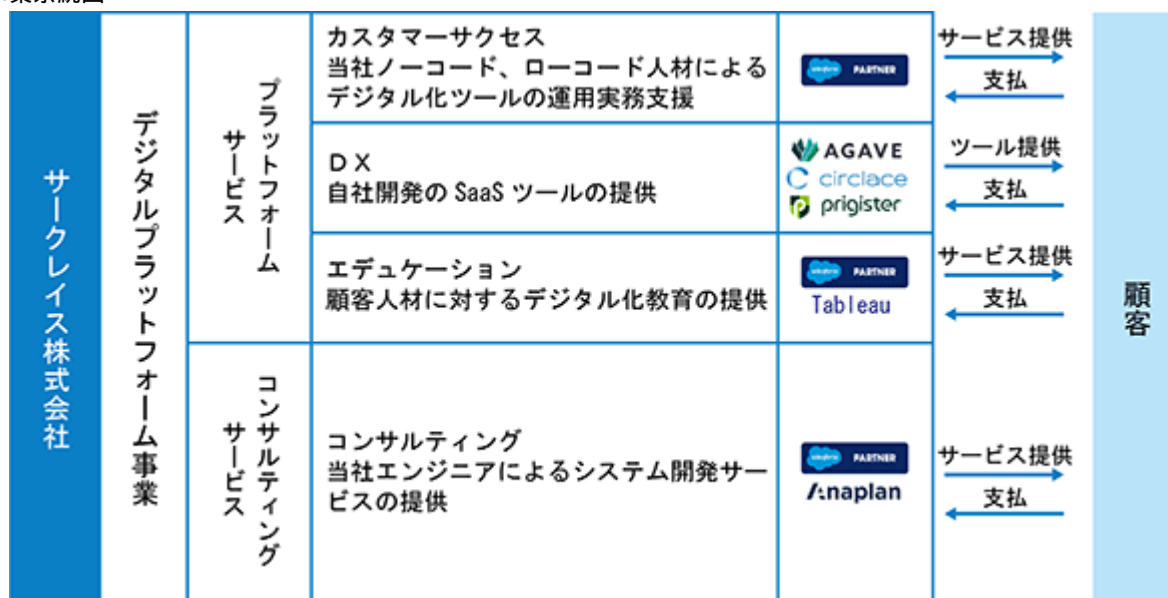 サークレイス株式会社
デジタルプラットフォーム事業
プラットフォーム
サービス
カスタマーサクセス
当社ノーコード、ローコード人材による
デジタル化ツールの運用実務支援
PARTNER
サービス提供
支払
ＤＸ
自社開発の SaaS ツールの提供
AGAVE
circlace
prigister
ツール提供
支払
エデュケーション
顧客人材に対するデジタル化教育の提供
PARTNER
Tableau
サービス提供
支払
コンサルティング
サービス
コンサルティング
当社エンジニアによるシステム開発サー
ビスの提供
PARTNER
Anaplan
サービス提供
支払
顧客